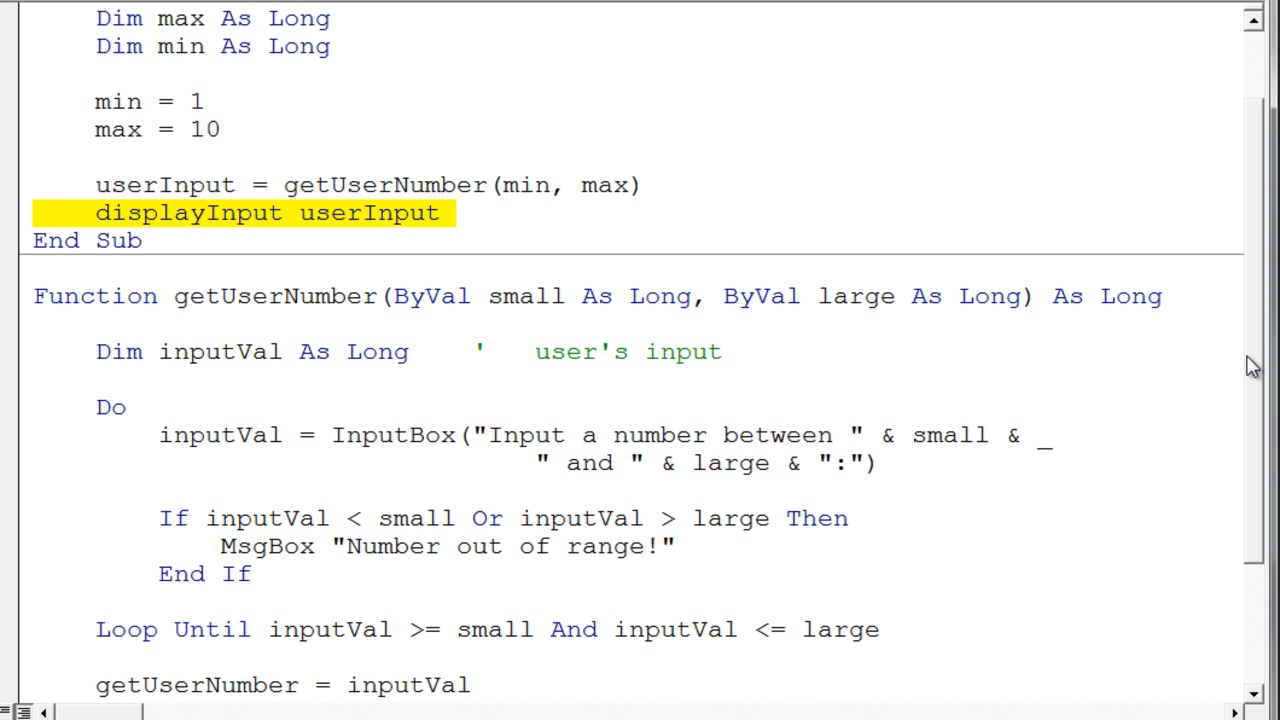 Dim max As Long
Dim min As Long
min = 1
max = 10
userInput = getUserNumber(min, max)
displayInput userInput
End Sub
Function getUserNumber(ByVal small As Long, ByVal large As Long) As Long
Dim inputVal As Long    '   user's input
Do
inputVal = InputBox("Input a number between " & small & _
" and " & large & ":")
If inputVal < small Or inputVal > large Then
MsgBox "Number out of range!"
End If
Loop Until inputVal >= small And inputVal <= large
getUserNumber = inputVal